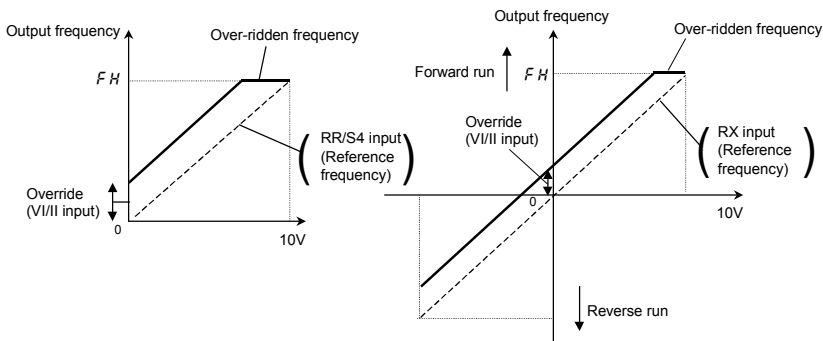 Output frequency
Over-ridden frequency
FH
RR/S4 input
(Reference
frequency)
Override
(VI/II input)
0
10V
Output frequency
Over-ridden frequency
Forward run
FH
Override
(VI/II input)
RX input
(Reference
frequency)
0
10V
Reverse run